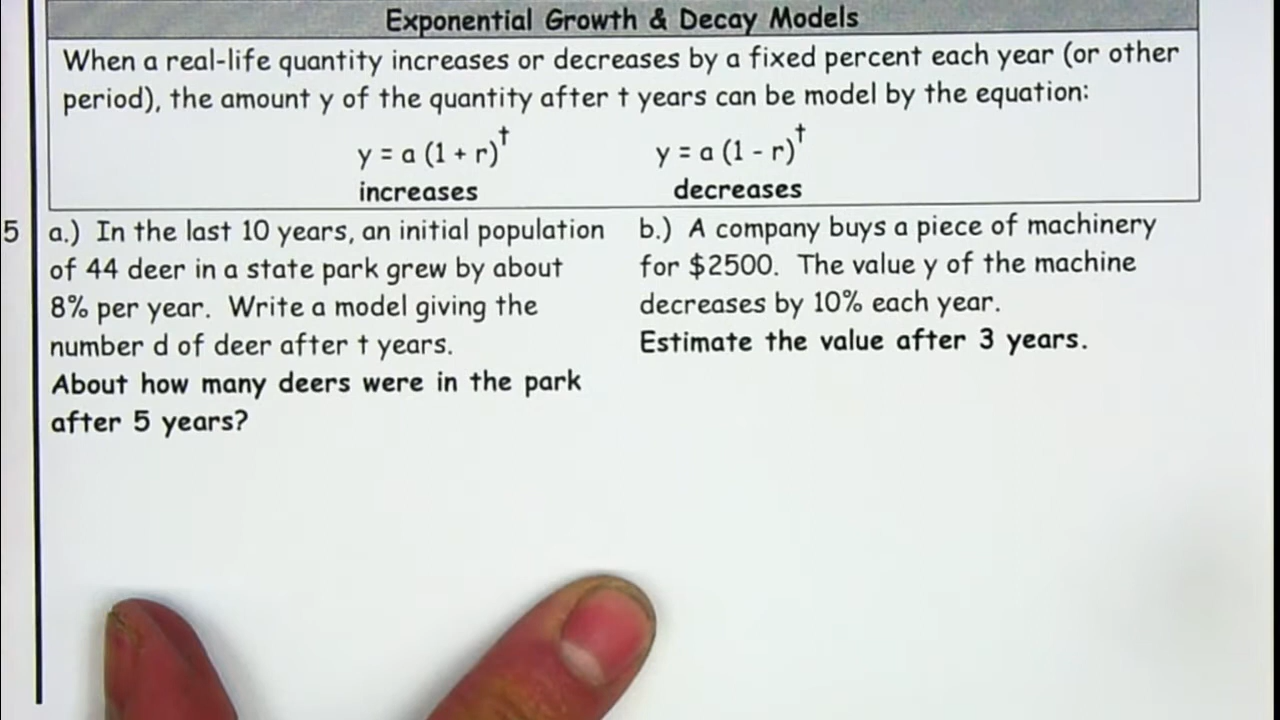 Exponential Growth & Decay Models
When a real-life quantity increases or decreases by a fixed percent each year (or other
period), the amount y of the quantity after t years can be model by the equation:
y = a (1 + r)^t y = a (1 - r)^t
increases decreases
5 a.) In the last 10 years, an initial population
of 44 deer in a state park grew by about
8% per year. Write a model giving the
number d of deer after t years.
About how many deers were in the park
after 5 years?
b.) A company buys a piece of machinery
for $2500. The value y of the machine
decreases by 10% each year.
Estimate the value after 3 years.